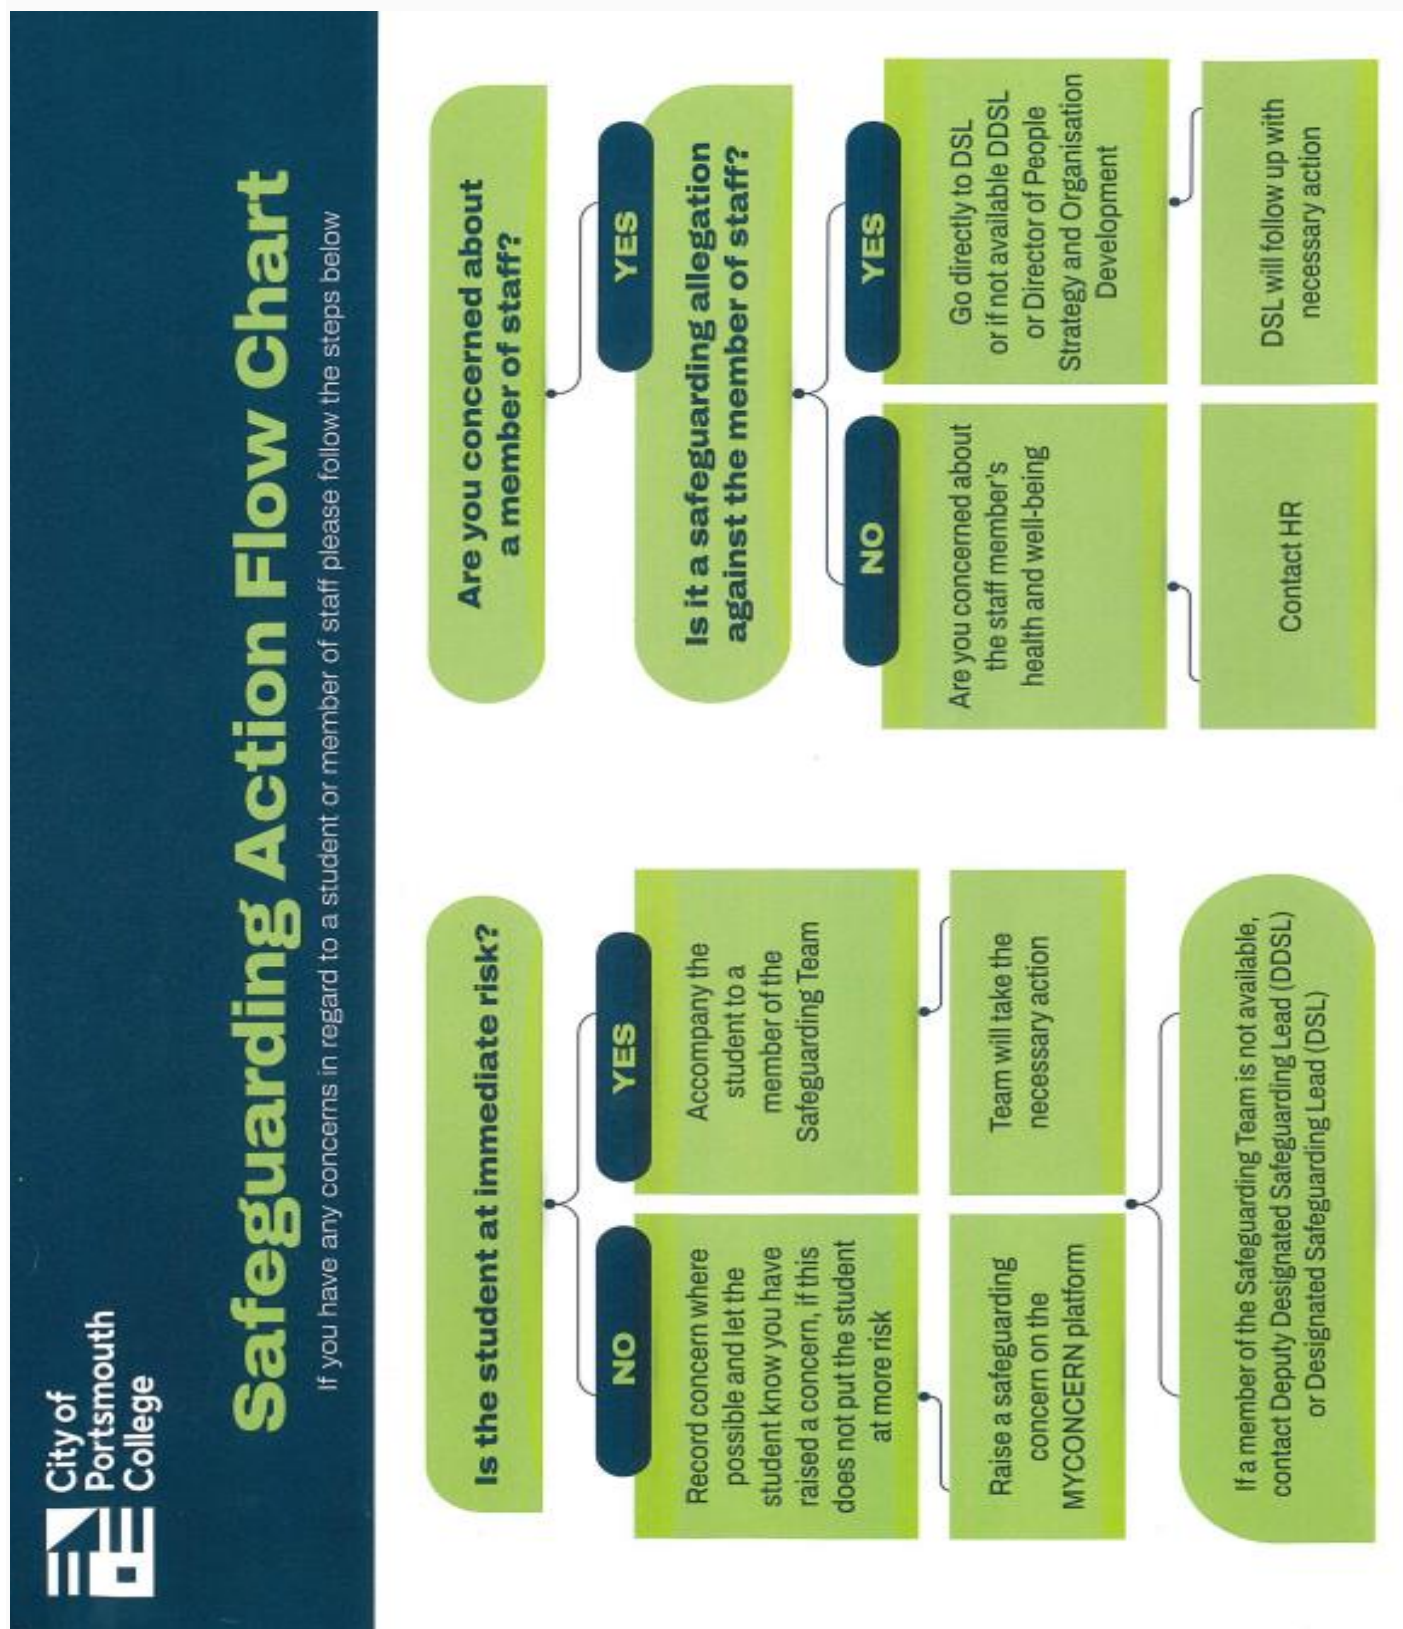 City of
Portsmouth
College
Safeguarding Action Flow Chart
If you have any concerns in regard to a student or member of staff please follow the steps below
Is the student at immediate risk?
NO
YES
Record concern where
possible and let the
student know you have
raised a concern, if this
does not put the student
at more risk
Accompany the
student to a
member of the
Safeguarding Team
Raise a safeguarding
concern on the
MYCONCERN platform
Team will take the
necessary action
If a member of the Safeguarding Team is not available,
contact Deputy Designated Safeguarding Lead (DDSL)
or Designated Safeguarding Lead (DSL)
Are you concerned about
a member of staff?
YES
Is it a safeguarding allegation
against the member of staff?
NO
YES
Are you concerned about
the staff member's
health and well-being
Go directly to DSL
or if not available DDSL
or Director of People
Strategy and Organisation
Development
Contact HR
DSL will follow up with
necessary action